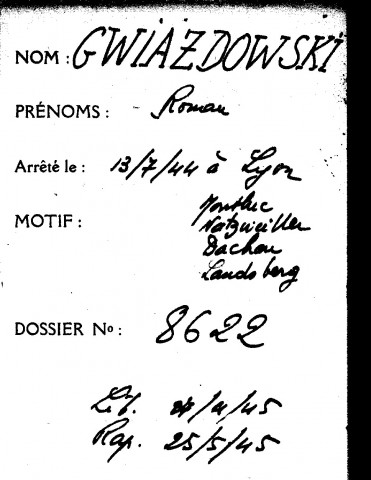 NOM : GWIAZDOWSKI
PRÉNOMS : Roman
Arrêté le : 13/7/44 à Lyon
MOTIF : Montluc
Natzweiller
Dachau
Landsberg
DOSSIER No : 8622
Lib. 27/4/45
Rap. 25/5/45